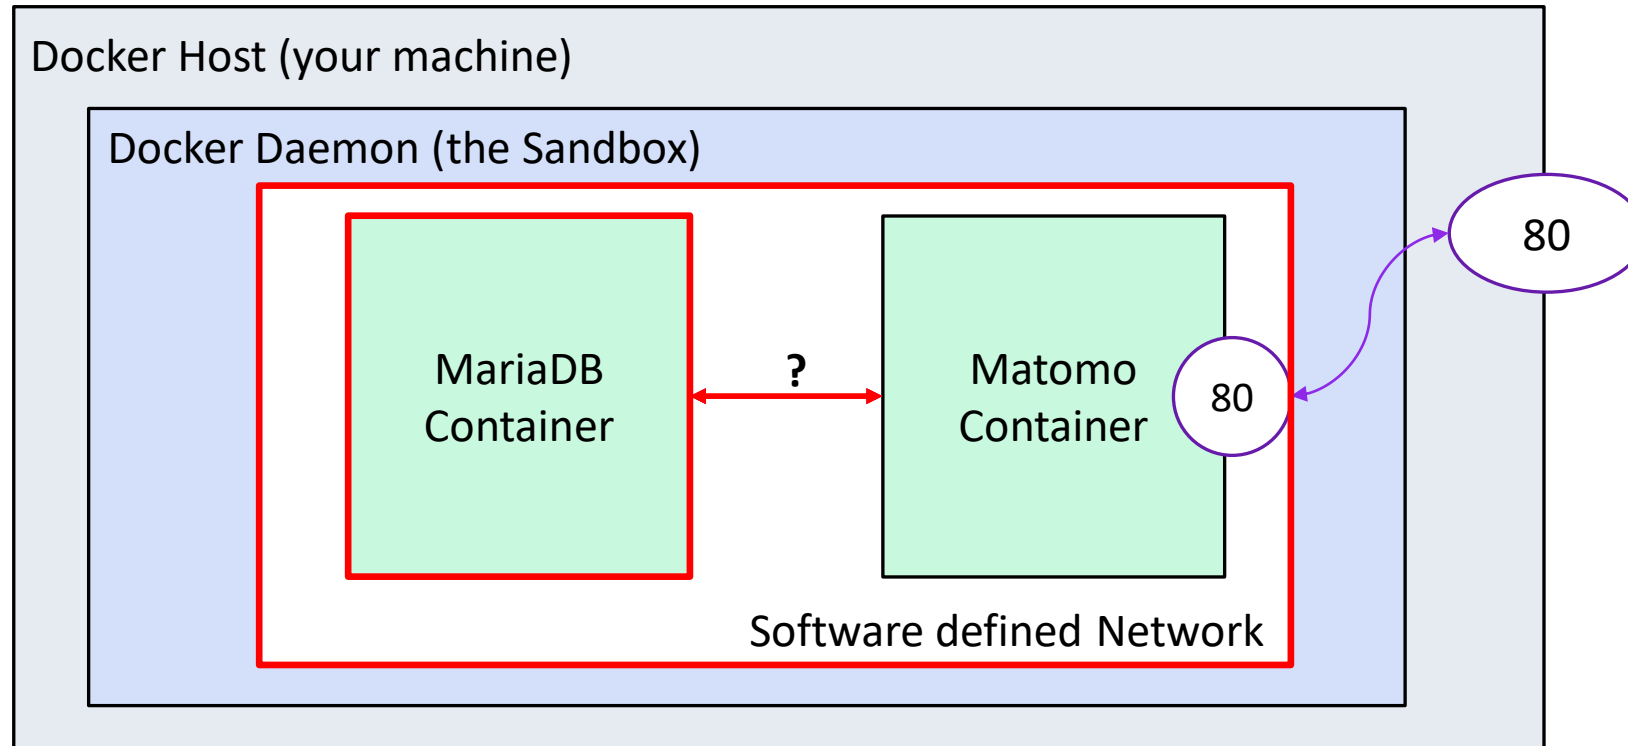 Docker Host (your machine)
Docker Daemon (the Sandbox)
80
MariaDB
Container
?
Matomo
Container
80
Software defined Network